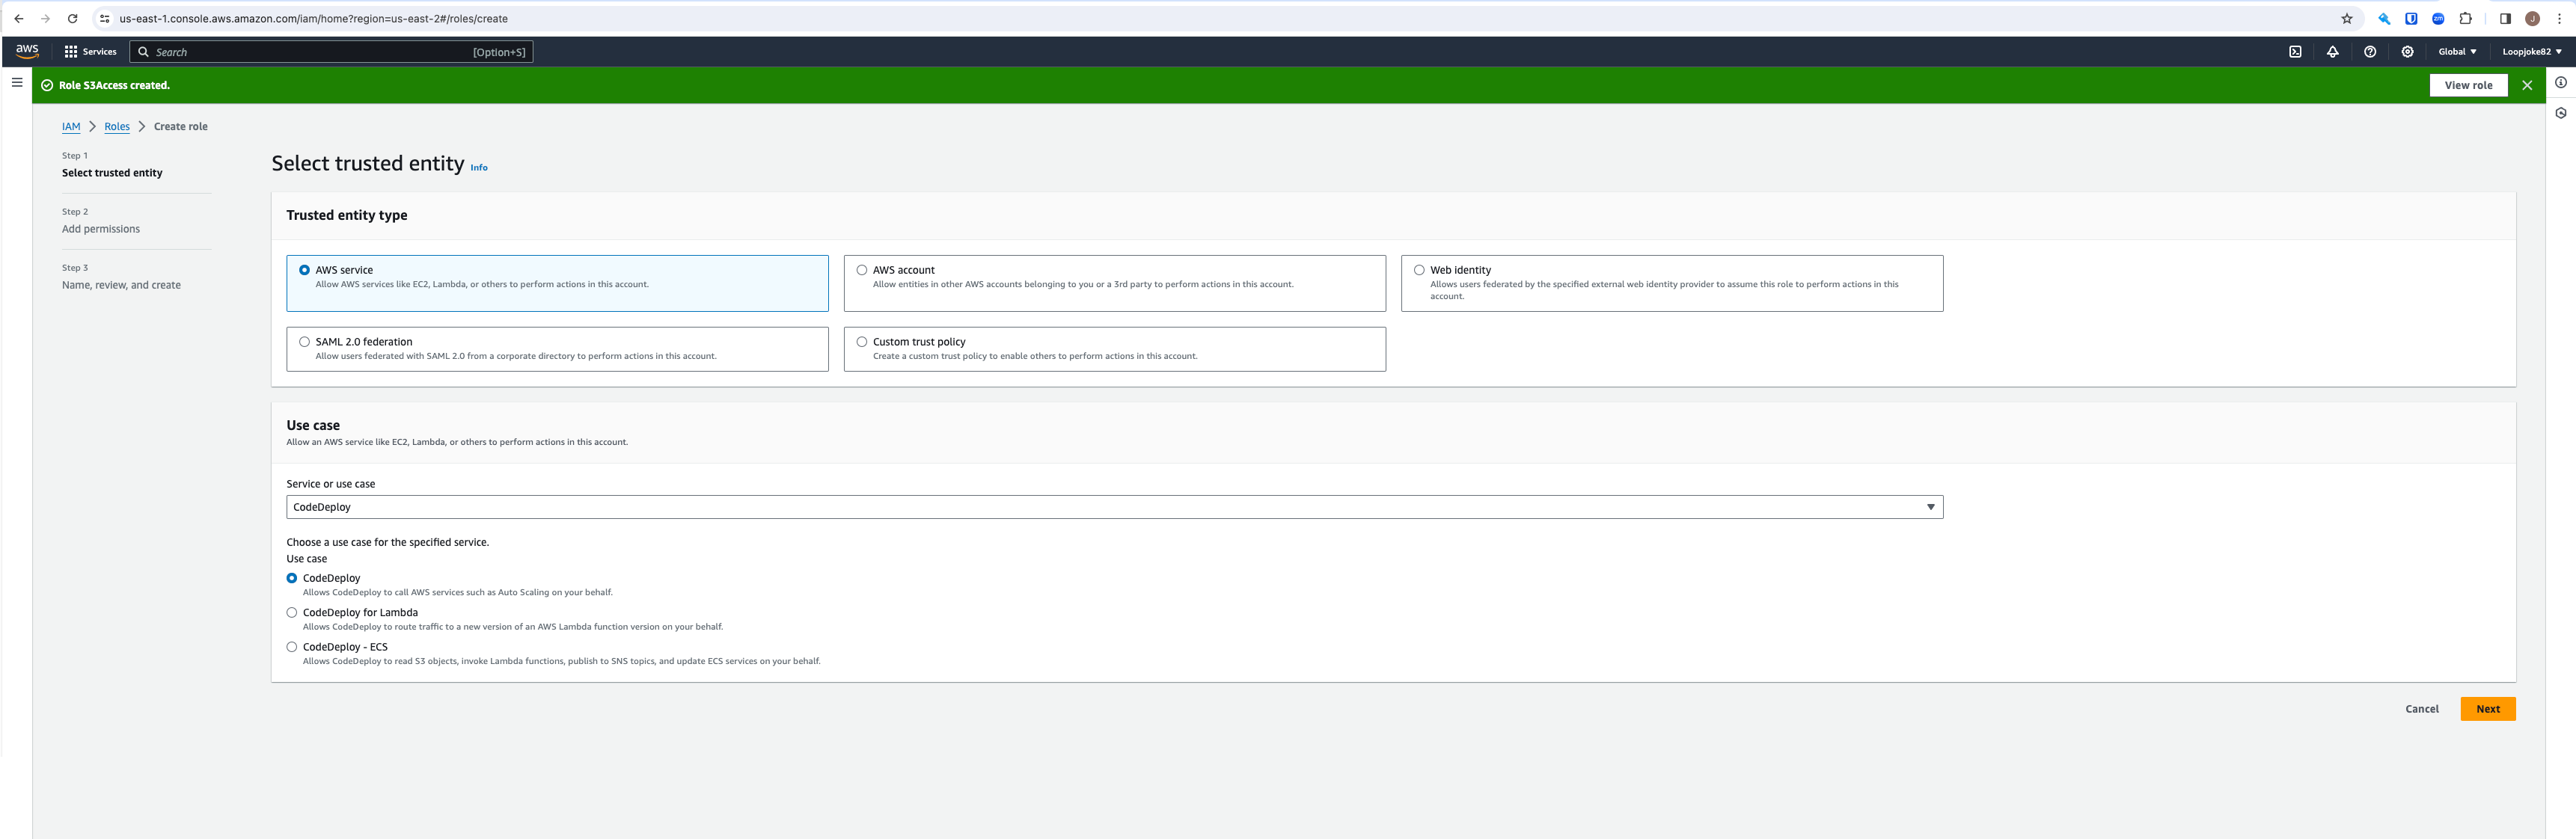 us-east-1.console.aws.amazon.com/iam/home?region=us-east-2#/roles/create
zm
J
aws
Services
Search
[Option+S]
Global
Loopjoke82
Role S3Access created.
View role
IAM
Roles
Create role
Step 1
Select trusted entity
Step 2
Add permissions
Step 3
Name, review, and create
Select trusted entity Info
Trusted entity type
AWS service
Allow AWS services like EC2, Lambda, or others to perform actions in this account.
AWS account
Allow entities in other AWS accounts belonging to you or a 3rd party to perform actions in this account.
Web identity
Allows users federated by the specified external web identity provider to assume this role to perform actions in this
account.
SAML 2.0 federation
Allow users federated with SAML 2.0 from a corporate directory to perform actions in this account.
Custom trust policy
Create a custom trust policy to enable others to perform actions in this account.
Use case
Allow an AWS service like EC2, Lambda, or others to perform actions in this account.
Service or use case
CodeDeploy
Choose a use case for the specified service.
Use case
CodeDeploy
Allows CodeDeploy to call AWS services such as Auto Scaling on your behalf.
CodeDeploy for Lambda
Allows CodeDeploy to route traffic to a new version of an AWS Lambda function version on your behalf.
CodeDeploy - ECS
Allows CodeDeploy to read S3 objects, invoke Lambda functions, publish to SNS topics, and update ECS services on your behalf.
Cancel
Next